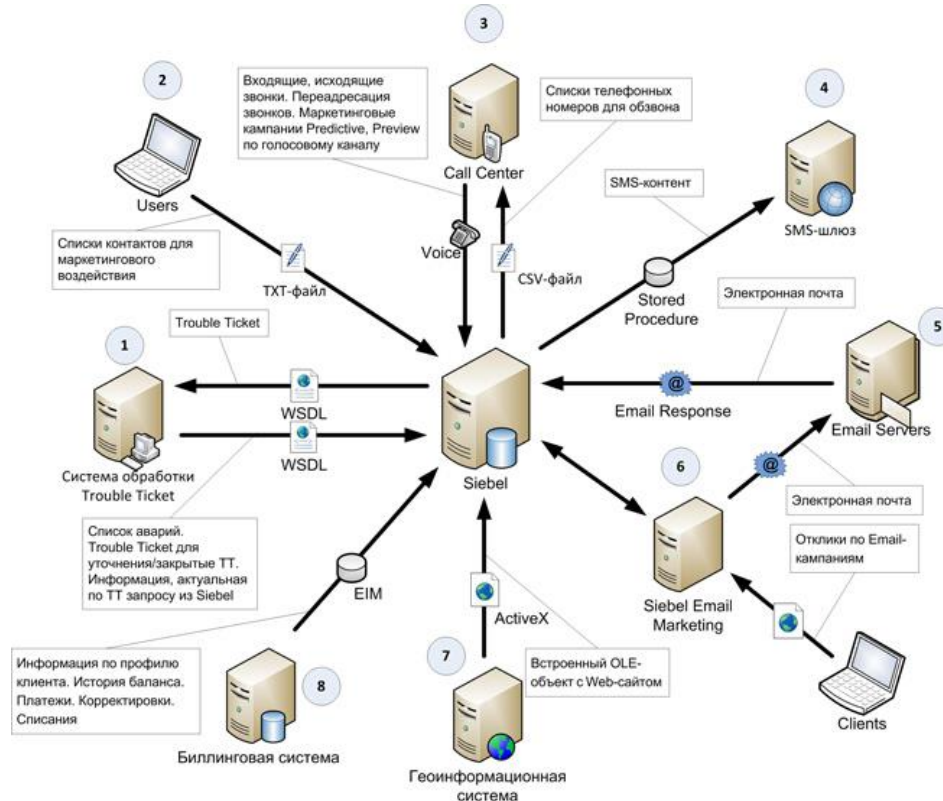 3
2
Входящие, исходящие
звонки. Переадресация
звонков. Маркетинговые
кампании Predictive, Preview
по голосовому каналу
Списки телефонных
номеров для обзвона
4
Call Center
Users
SMS-контент
SMS-шлюз
Списки контактов для
маркетингового
воздействия
TXT-файл
Voice
CSV-файл
Stored
Procedure
Электронная почта
Trouble Ticket
1
5
WSDL
Email Response
Email Servers
WSDL
Система обработки
Trouble Ticket
Siebel
6
Электронная почта
Список аварий.
Trouble Ticket для
уточнения/закрытые ТТ.
Информация, актуальная
по ТТ запросу из Siebel
EIM
Отклики по Email-
кампаниям
Siebel Email
Marketing
ActiveX
Информация по профилю
клиента. История баланса.
Платежи. Корректировки.
Списания
8
7
Встроенный OLE-
объект с Web-сайтом
Clients
Биллинговая система
Геоинформационная
система